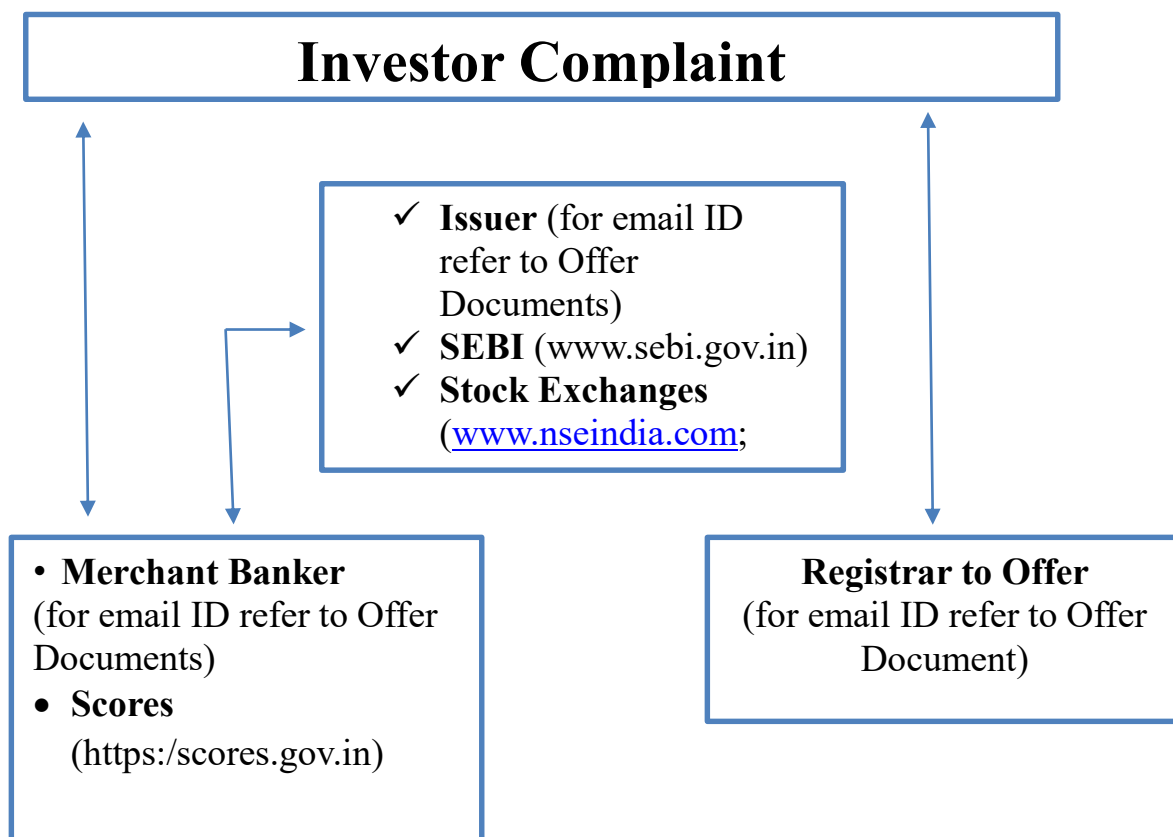 Investor Complaint
✓ Issuer (for email ID
refer to Offer
Documents)
✓ SEBI (www.sebi.gov.in)
✓ Stock Exchanges
(www.nseindia.com;
• Merchant Banker
(for email ID refer to Offer
Documents)
• Scores
(https:/scores.gov.in)
Registrar to Offer
(for email ID refer to Offer
Document)